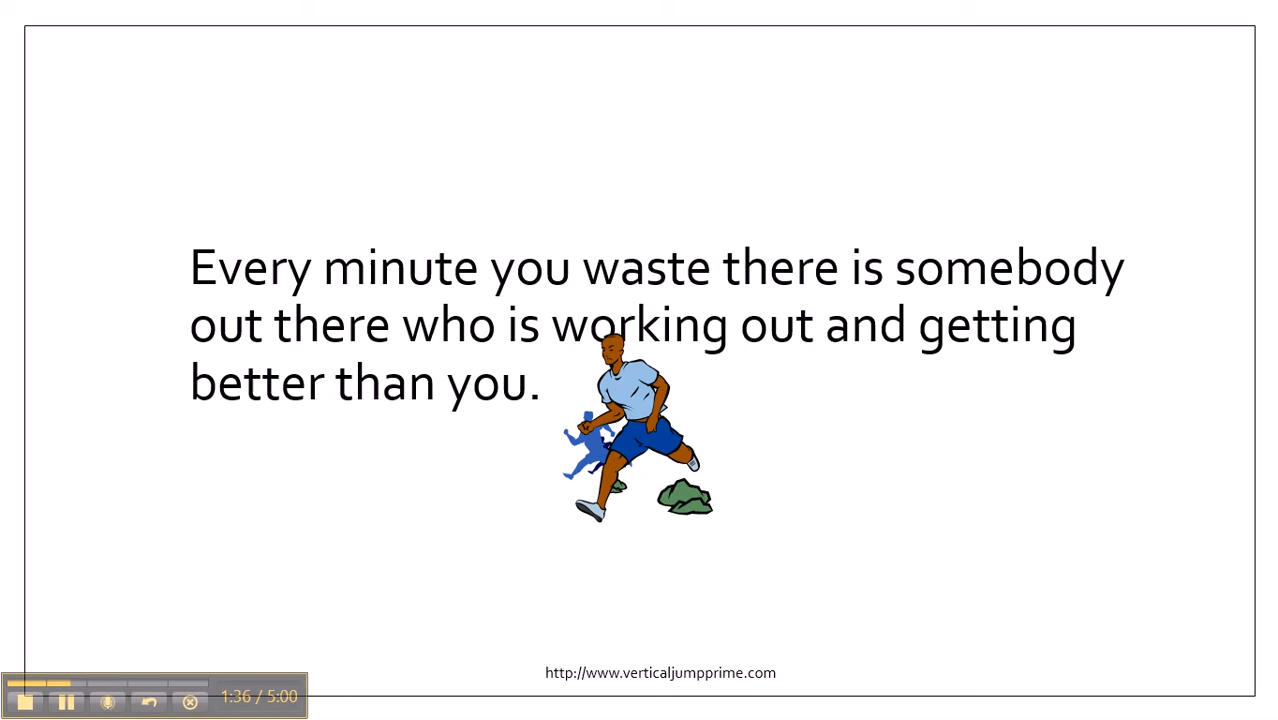 Every minute you waste there is somebody
out there who is working out and getting
better than you.
http://www.verticaljumpprime.com
1:36 / 5:00